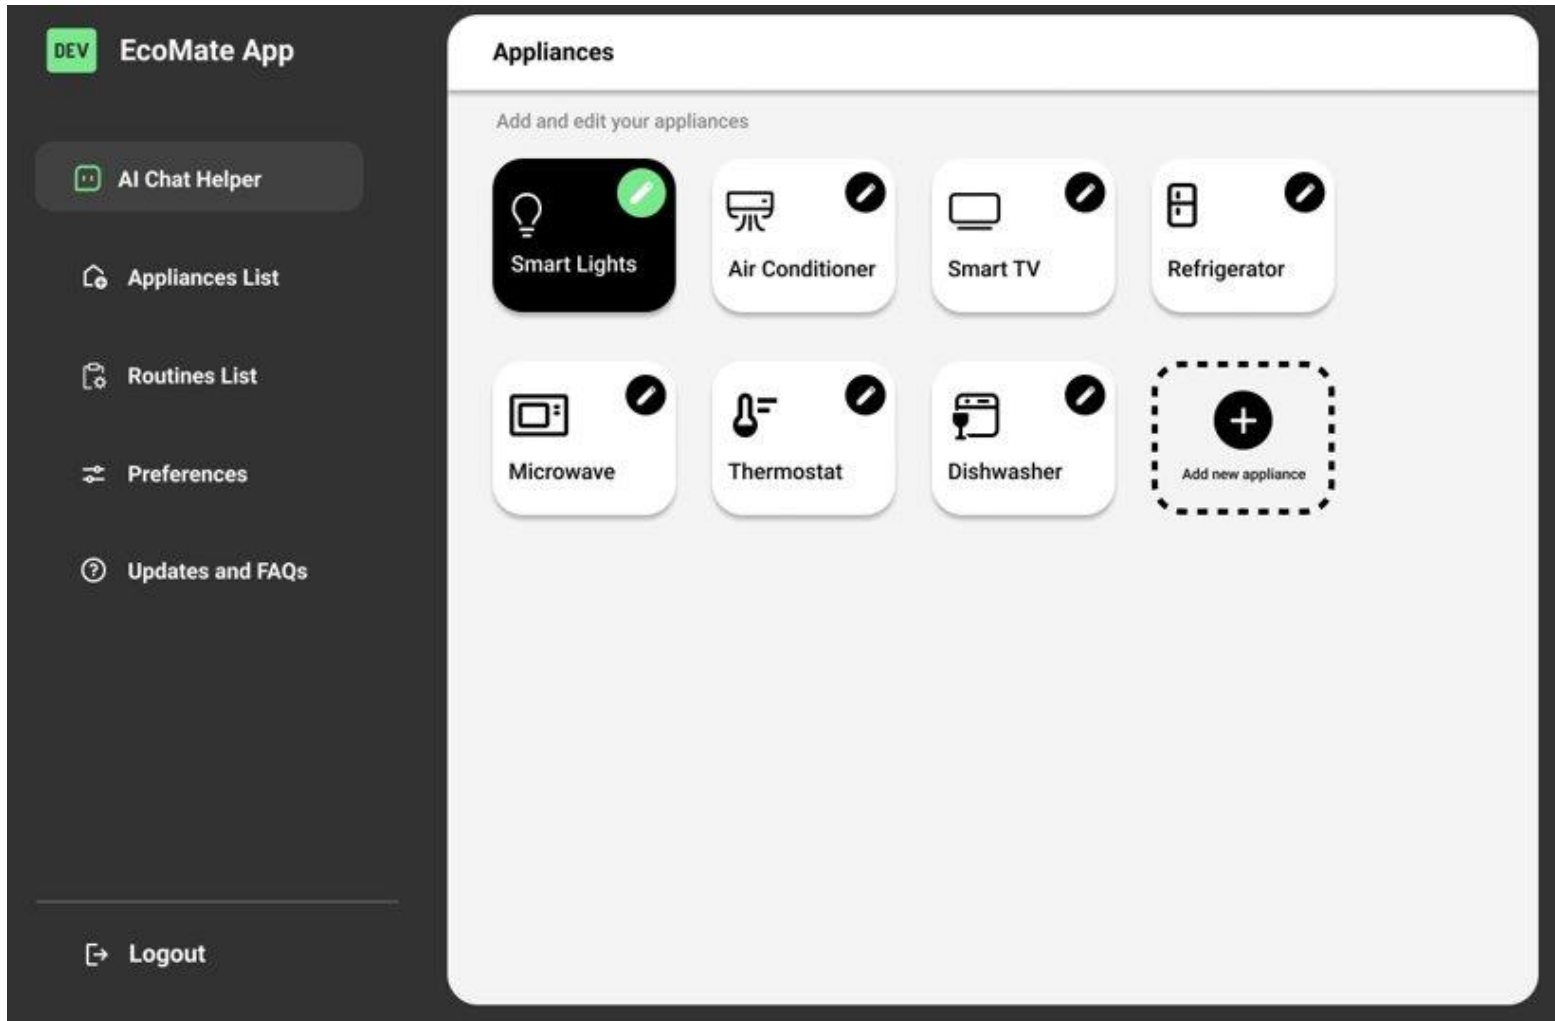 DEV
EcoMate App
AI Chat Helper
Appliances List
Routines List
Preferences
Updates and FAQs
Logout
Appliances
Add and edit your appliances
Smart Lights
Air Conditioner
Smart TV
Refrigerator
Microwave
Thermostat
Dishwasher
Add new appliance